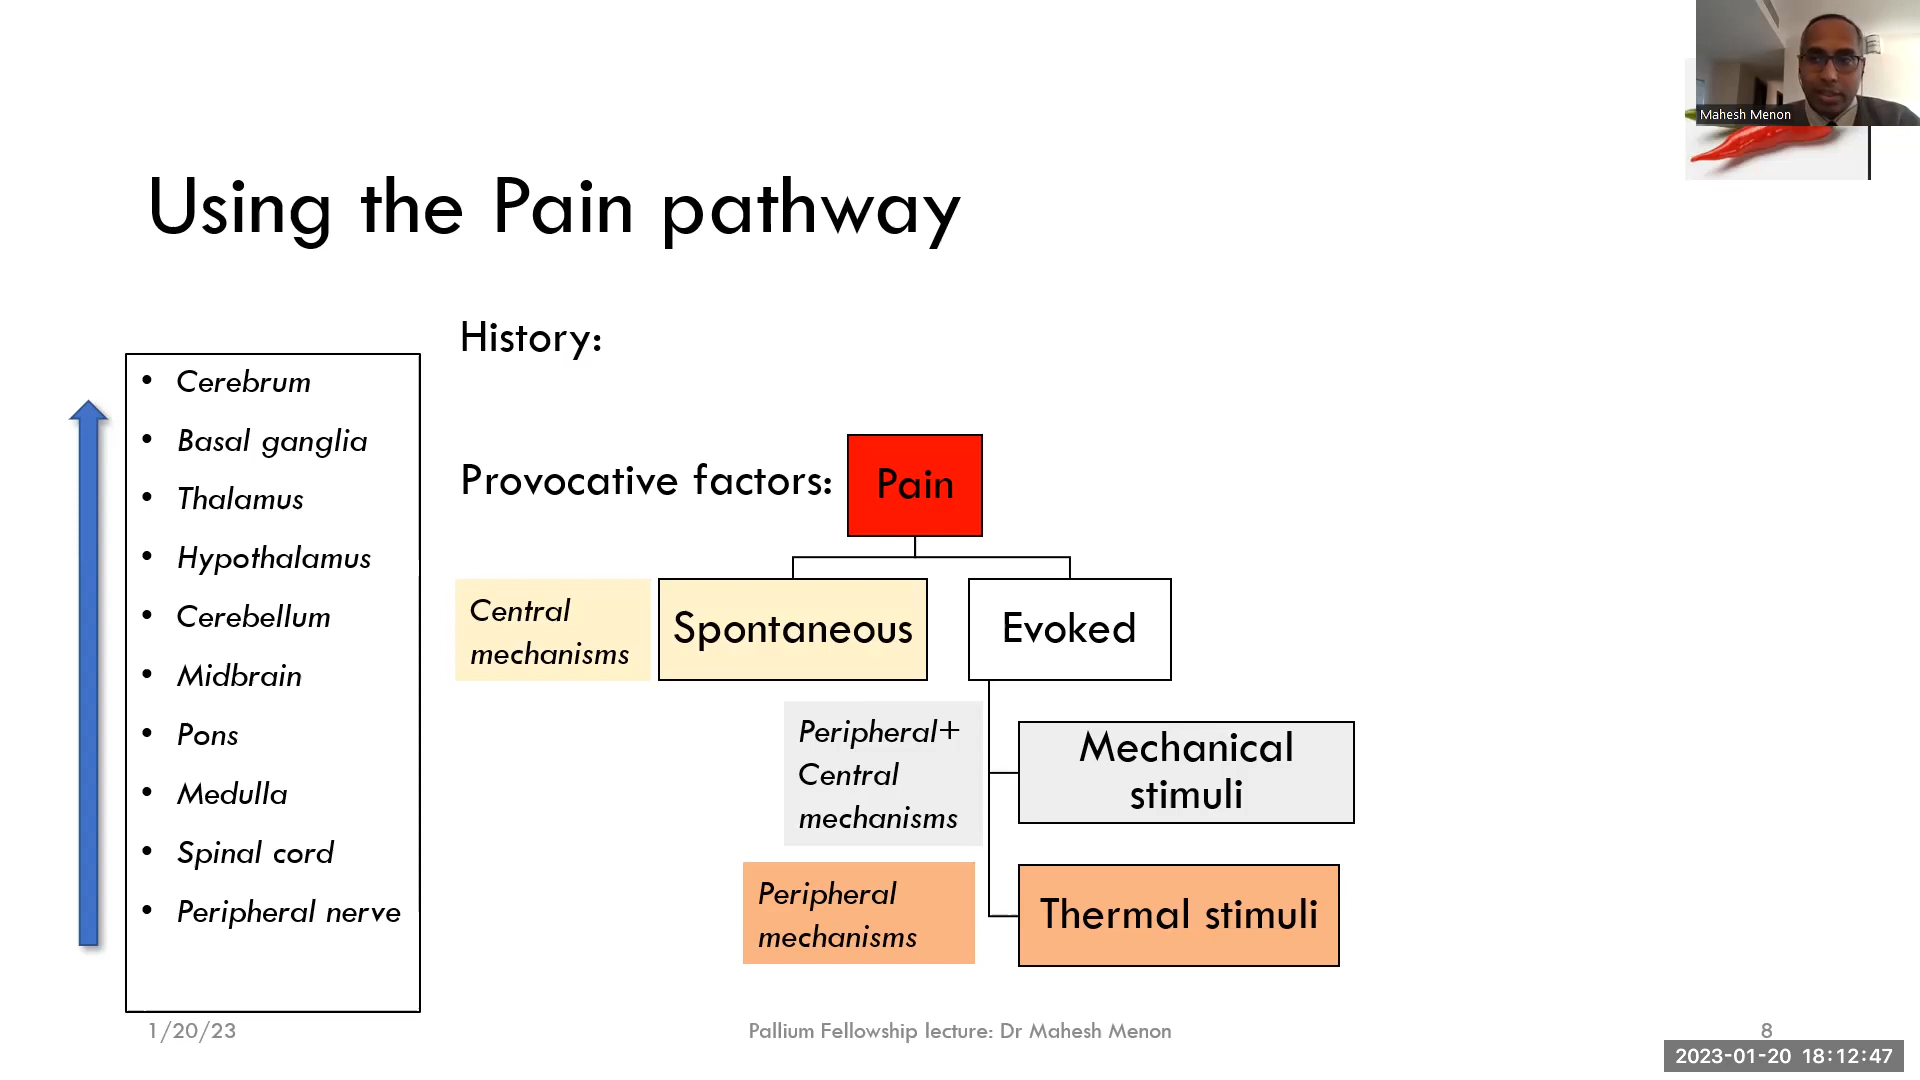 Mahesh Menon
Using the Pain pathway
History:
• Cerebrum
• Basal ganglia
• Thalamus
• Hypothalamus
• Cerebellum
• Midbrain
• Pons
• Medulla
• Spinal cord
• Peripheral nerve
Provocative factors:
Pain
Central
mechanisms
Spontaneous
Evoked
Peripheral+
Central
mechanisms
Mechanical
stimuli
Peripheral
mechanisms
Thermal stimuli
1/20/23
Pallium Fellowship lecture: Dr Mahesh Menon
8
2023-01-20 18:12:47